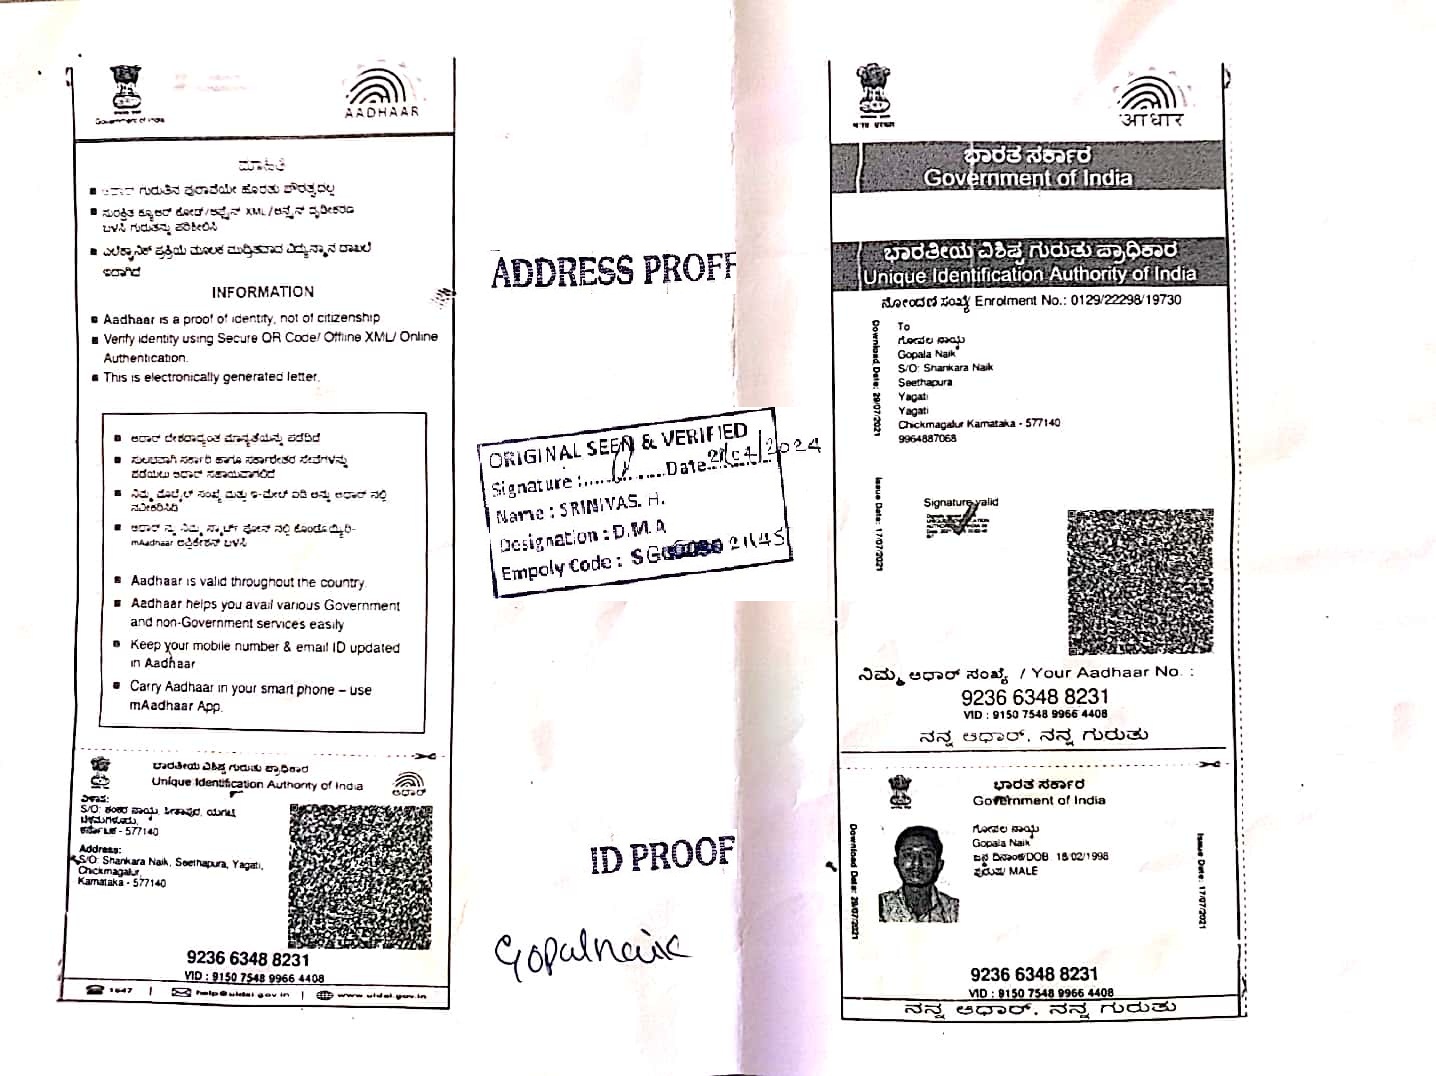 Government of India
AADHAAR
ಮಾಹಿತಿ
ಆಧಾರ್ ಗುರುತಿನ ಪುರಾವೆಯೇ ಹೊರತು ಪೌರತ್ವದಲ್ಲ
ಸುರಕ್ಷಿತ ಕ್ಯೂಆರ್ ಕೋಡ್/ಆಫ್ಲೈನ್ XML/ಆನ್ಲೈನ್ ದೃಢೀಕರಣ
ಬಳಸಿ ಗುರುತನ್ನು ಪರಿಶೀಲಿಸಿ
ಎಲೆಕ್ಟ್ರಾನಿಕ್ ಪ್ರಕ್ರಿಯೆ ಮೂಲಕ ಮುದ್ರಿತವಾದ ವಿದ್ಯುನ್ಮಾನ ದಾಖಲೆ
ಇದಾಗಿದೆ
INFORMATION
Aadhaar is a proof of identity, not of citizenship
Verify identity using Secure QR Code/ Offline XML/ Online
Authentication.
This is electronically generated letter.
ಆಧಾರ್ ದೇಶದಾದ್ಯಂತ ಮಾನ್ಯತೆಯನ್ನು ಪಡೆದಿದೆ
ಸುಲಭವಾಗಿ ಸರ್ಕಾರಿ ಹಾಗೂ ಸರ್ಕಾರೇತರ ಸೇವೆಗಳನ್ನು
ಪಡೆಯಲು ಆಧಾರ್ ಸಹಾಯವಾಗಲಿದೆ
ನಿಮ್ಮ ಮೊಬೈಲ್ ಸಂಖ್ಯೆ ಮತ್ತು ಇ-ಮೇಲ್ ಐಡಿ ಅನ್ನು ಆಧಾರ್ ನಲ್ಲಿ
ನವೀಕರಿಸಿರಿ
ಆಧಾರ್ ನ್ನು ನಿಮ್ಮ ಸ್ಮಾರ್ಟ್ ಫೋನ್ ನಲ್ಲಿ ಕೊಂಡೊಯ್ಯಿರಿ-
mAadhaar ಅಪ್ಲಿಕೇಶನ್ ಬಳಸಿ
Aadhaar is valid throughout the country.
Aadhaar helps you avail various Government
and non-Government services easily
Keep your mobile number & email ID updated
in Aadhaar
Carry Aadhaar in your smart phone – use
mAadhaar App.
ಭಾರತೀಯ ವಿಶಿಷ್ಟ ಗುರುತು ಪ್ರಾಧಿಕಾರ
Unique Identification Authority of India
ಆಧಾರ್
ವಿಳಾಸ:
S/O: ಶಂಕರ ನಾಯ್ಕ, ಸೀತಾಪುರ, ಯಗಟಿ,
ಚಿಕ್ಕಮಗಳೂರು,
ಕರ್ನಾಟಕ - 577140
Address:
S/O: Shankara Naik, Seethapura, Yagati,
Chickmagalur,
Karnataka - 577140
9236 6348 8231
VID : 9150 7548 9966 4408
1947 | help@uidai.gov.in | www.uidai.gov.in
ADDRESS PROFF
ORIGINAL SEEN & VERIFIED
Signature :............Date 21/04/2024
Name : SRINIVAS. H.
Designation : D.M.A
Empoly Code : SG 21145
ID PROOF
Gopalnaik
आधार
ಭಾರತ ಸರ್ಕಾರ
Government of India
ಭಾರತೀಯ ವಿಶಿಷ್ಟ ಗುರುತು ಪ್ರಾಧಿಕಾರ
Unique Identification Authority of India
ನೋಂದಣಿ ಸಂಖ್ಯೆ/ Enrolment No.: 0129/22298/19730
Download Date: 29/07/2021
To
ಗೋಪಾಲ ನಾಯ್ಕ
Gopala Naik
S/O: Shankara Naik
Seethapura
Yagati
Yagati
Chickmagalur Karnataka - 577140
9964887068
Issue Date: 17/07/2021
Signature valid
ನಿಮ್ಮ ಆಧಾರ್ ಸಂಖ್ಯೆ / Your Aadhaar No. :
9236 6348 8231
VID : 9150 7548 9966 4408
ನನ್ನ ಆಧಾರ್, ನನ್ನ ಗುರುತು
ಭಾರತ ಸರ್ಕಾರ
Government of India
Download Date: 29/07/2021
ಗೋಪಾಲ ನಾಯ್ಕ
Gopala Naik
ಜನ್ಮ ದಿನಾಂಕ/DOB: 18/02/1998
ಪುರುಷ/ MALE
Issue Date: 17/07/2021
9236 6348 8231
VID : 9150 7548 9966 4408
ನನ್ನ ಆಧಾರ್, ನನ್ನ ಗುರುತು